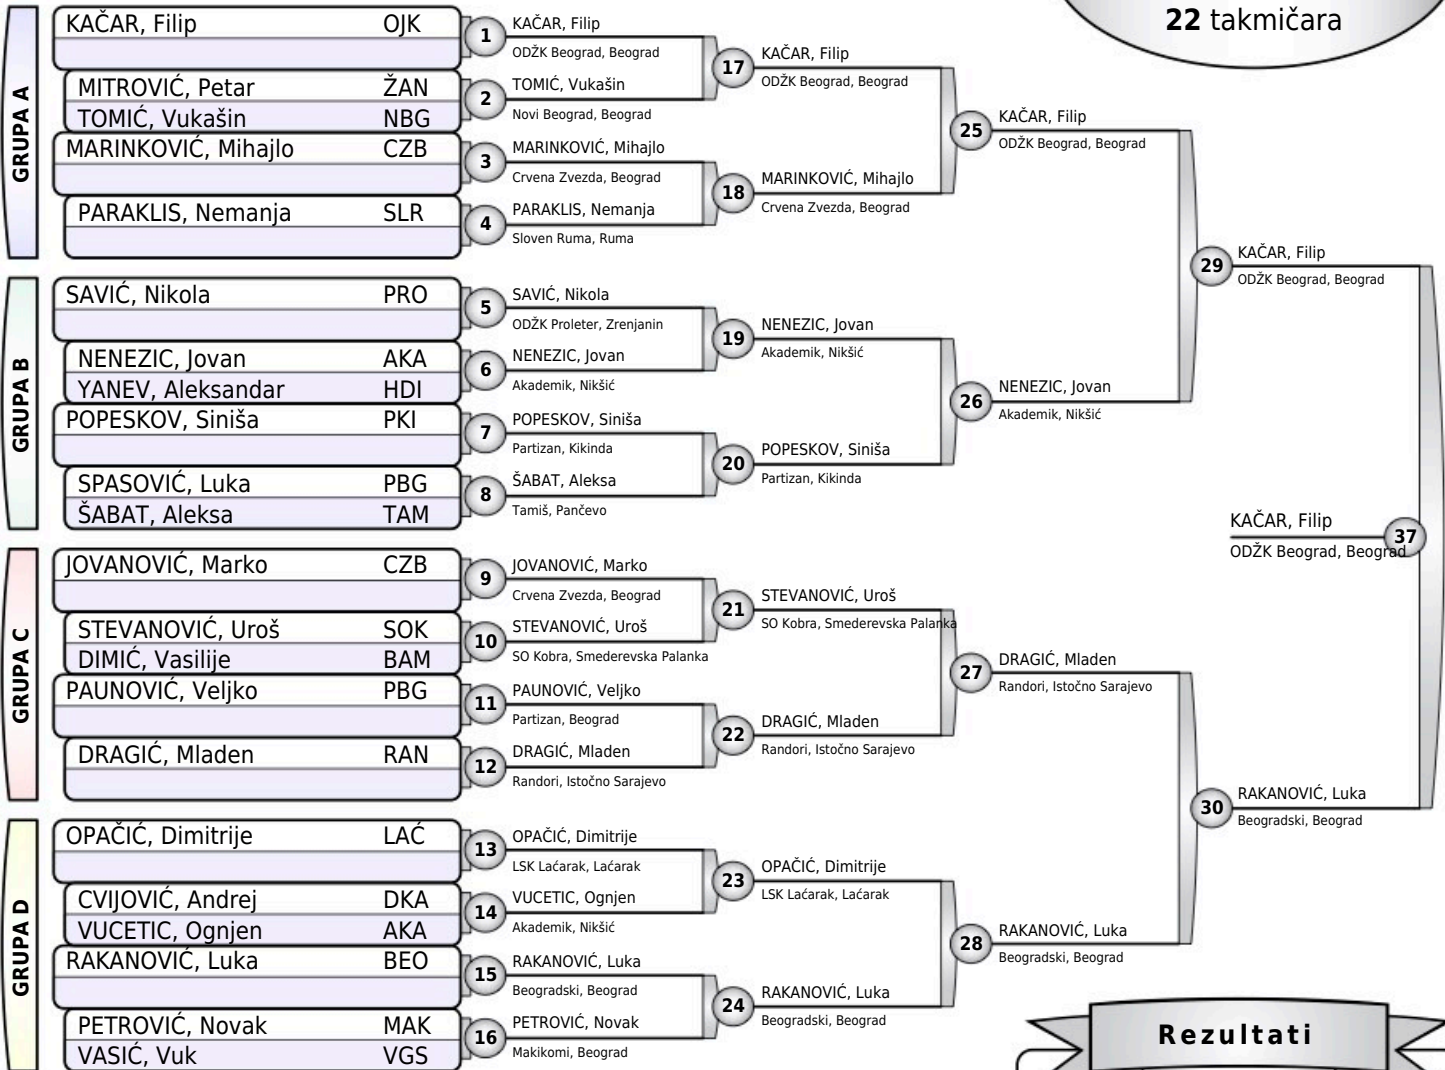 22 takmičara
GRUPA A
KAČAR, Filip OJK
MITROVIĆ, Petar ŽAN
TOMIĆ, Vukašin NBG
MARINKOVIĆ, Mihajlo CZB
PARAKLIS, Nemanja SLR
GRUPA B
SAVIĆ, Nikola PRO
NENEZIC, Jovan AKA
YANEV, Aleksandar HDI
POPESKOV, Siniša PKI
SPASOVIĆ, Luka PBG
ŠABAT, Aleksa TAM
GRUPA C
JOVANOVIĆ, Marko CZB
STEVANOVIĆ, Uroš SOK
DIMIĆ, Vasilije BAM
PAUNOVIĆ, Veljko PBG
DRAGIĆ, Mladen RAN
GRUPA D
OPAČIĆ, Dimitrije LAĆ
CVIJOVIĆ, Andrej DKA
VUCETIC, Ognjen AKA
RAKANOVIĆ, Luka BEO
PETROVIĆ, Novak MAK
VASIĆ, Vuk VGS
1 KAČAR, Filip
ODŽK Beograd, Beograd
2 TOMIĆ, Vukašin
Novi Beograd, Beograd
3 MARINKOVIĆ, Mihajlo
Crvena Zvezda, Beograd
4 PARAKLIS, Nemanja
Sloven Ruma, Ruma
5 SAVIĆ, Nikola
ODŽK Proleter, Zrenjanin
6 NENEZIC, Jovan
Akademik, Nikšić
7 POPESKOV, Siniša
Partizan, Kikinda
8 ŠABAT, Aleksa
Tamiš, Pančevo
9 JOVANOVIĆ, Marko
Crvena Zvezda, Beograd
10 STEVANOVIĆ, Uroš
SO Kobra, Smederevska Palanka
11 PAUNOVIĆ, Veljko
Partizan, Beograd
12 DRAGIĆ, Mladen
Randori, Istočno Sarajevo
13 OPAČIĆ, Dimitrije
LSK Laćarak, Laćarak
14 VUCETIC, Ognjen
Akademik, Nikšić
15 RAKANOVIĆ, Luka
Beogradski, Beograd
16 PETROVIĆ, Novak
Makikomi, Beograd
17 KAČAR, Filip
ODŽK Beograd, Beograd
18 MARINKOVIĆ, Mihajlo
Crvena Zvezda, Beograd
19 NENEZIC, Jovan
Akademik, Nikšić
20 POPESKOV, Siniša
Partizan, Kikinda
21 STEVANOVIĆ, Uroš
SO Kobra, Smederevska Palanka
22 DRAGIĆ, Mladen
Randori, Istočno Sarajevo
23 OPAČIĆ, Dimitrije
LSK Laćarak, Laćarak
24 RAKANOVIĆ, Luka
Beogradski, Beograd
25 KAČAR, Filip
ODŽK Beograd, Beograd
26 NENEZIC, Jovan
Akademik, Nikšić
27 DRAGIĆ, Mladen
Randori, Istočno Sarajevo
28 RAKANOVIĆ, Luka
Beogradski, Beograd
29 KAČAR, Filip
ODŽK Beograd, Beograd
30 RAKANOVIĆ, Luka
Beogradski, Beograd
KAČAR, Filip 37
ODŽK Beograd, Beograd
Rezultati